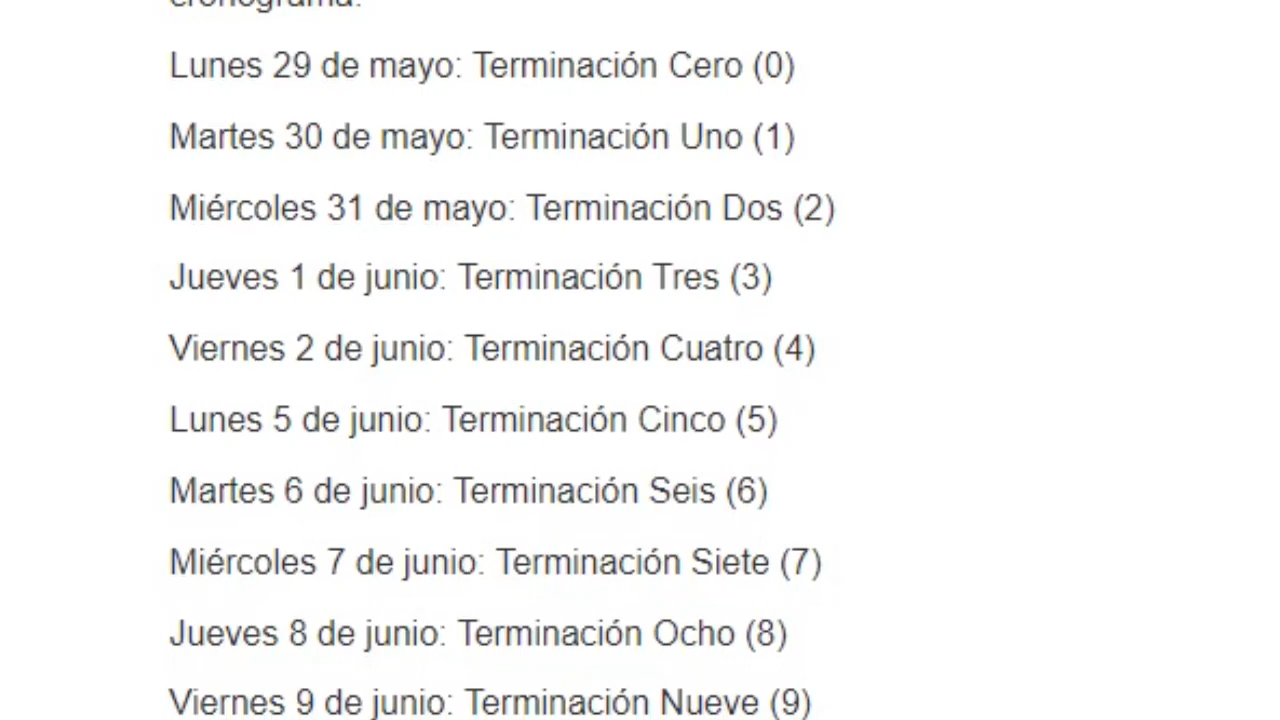 cronograma:
Lunes 29 de mayo: Terminación Cero (0)
Martes 30 de mayo: Terminación Uno (1)
Miércoles 31 de mayo: Terminación Dos (2)
Jueves 1 de junio: Terminación Tres (3)
Viernes 2 de junio: Terminación Cuatro (4)
Lunes 5 de junio: Terminación Cinco (5)
Martes 6 de junio: Terminación Seis (6)
Miércoles 7 de junio: Terminación Siete (7)
Jueves 8 de junio: Terminación Ocho (8)
Viernes 9 de junio: Terminación Nueve (9)